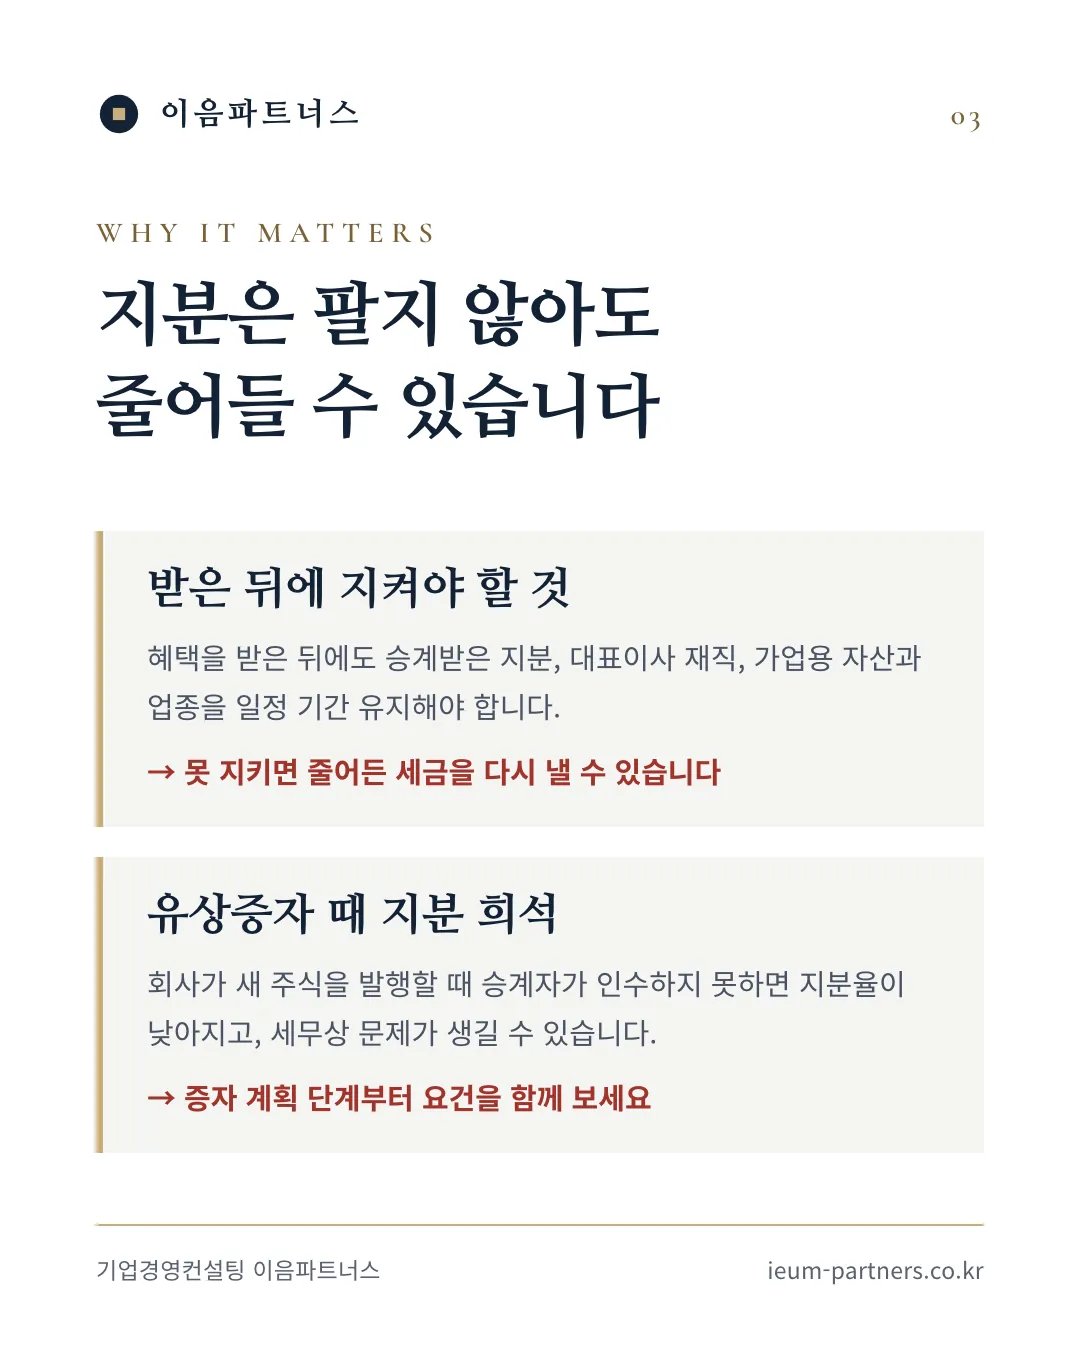 이음파트너스
03
WHY IT MATTERS
지분은 팔지 않아도
줄어들 수 있습니다
받은 뒤에 지켜야 할 것
혜택을 받은 뒤에도 승계받은 지분, 대표이사 재직, 가업용 자산과
업종을 일정 기간 유지해야 합니다.
→ 못 지키면 줄어든 세금을 다시 낼 수 있습니다
유상증자 때 지분 희석
회사가 새 주식을 발행할 때 승계자가 인수하지 못하면 지분율이
낮아지고, 세무상 문제가 생길 수 있습니다.
→ 증자 계획 단계부터 요건을 함께 보세요
기업경영컨설팅 이음파트너스
ieum-partners.co.kr